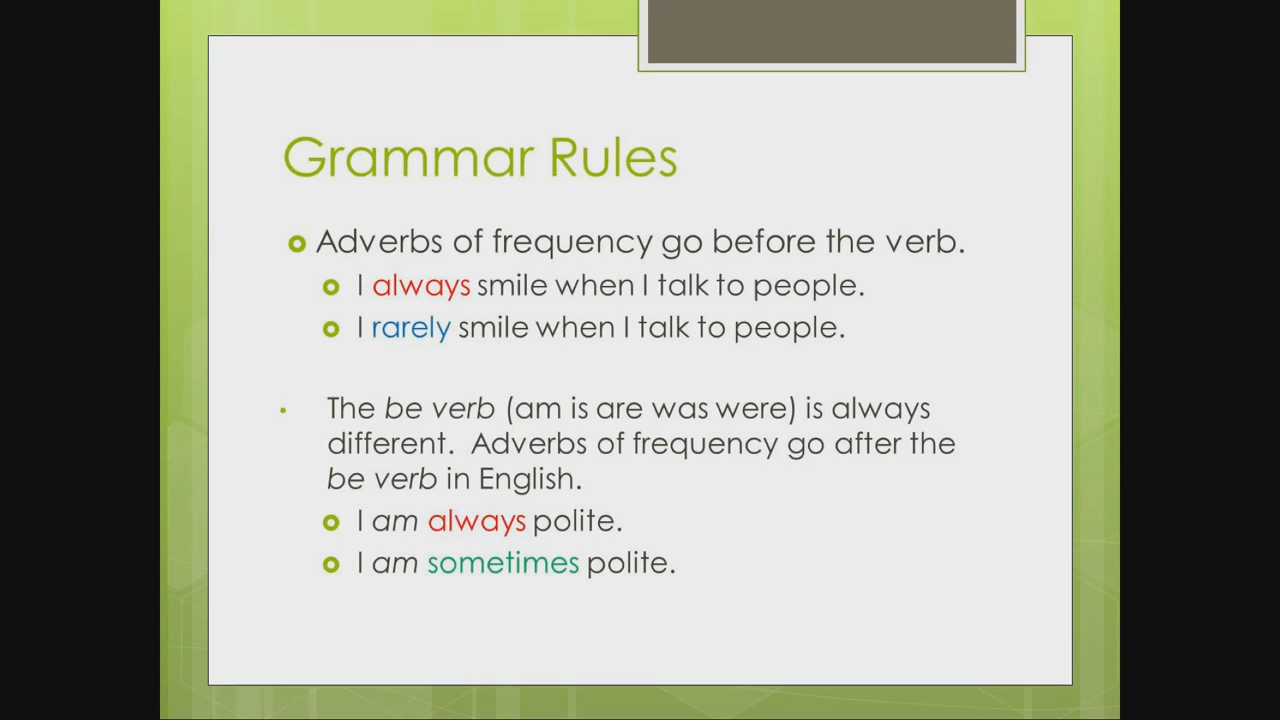 Grammar Rules
Adverbs of frequency go before the verb.
I always smile when I talk to people.
I rarely smile when I talk to people.
The be verb (am is are was were) is always
different.  Adverbs of frequency go after the
be verb in English.
I am always polite.
I am sometimes polite.